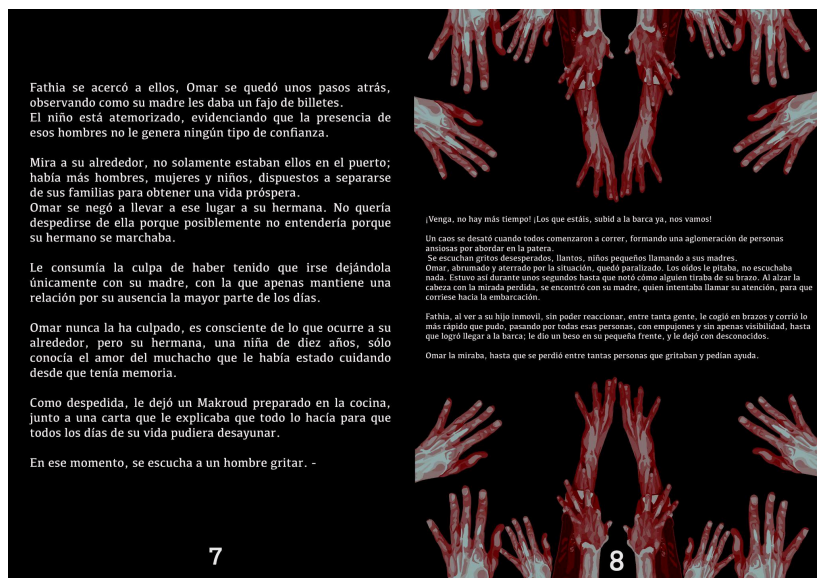 Fathia se acercó a ellos, Omar se quedó unos pasos atrás,
observando como su madre les daba un fajo de billetes.
El niño está atemorizado, evidenciando que la presencia de
esos hombres no le genera ningún tipo de confianza.
Mira a su alrededor, no solamente estaban ellos en el puerto;
había más hombres, mujeres y niños, dispuestos a separarse
de sus familias para obtener una vida próspera.
Omar se negó a llevar a ese lugar a su hermana. No quería
despedirse de ella porque posiblemente no entendería porque
su hermano se marchaba.
Le consumía la culpa de haber tenido que irse dejándola
únicamente con su madre, con la que apenas mantiene una
relación por su ausencia la mayor parte de los días.
Omar nunca la ha culpado, es consciente de lo que ocurre a su
alrededor, pero su hermana, una niña de diez años, sólo
conocía el amor del muchacho que le había estado cuidando
desde que tenía memoria.
Como despedida, le dejó un Makroud preparado en la cocina,
junto a una carta que le explicaba que todo lo hacía para que
todos los días de su vida pudiera desayunar.
En ese momento, se escucha a un hombre gritar. -
7
¡Venga, no hay más tiempo! ¡Los que estáis, subid a la barca ya, nos vamos!
Un caos se desató cuando todos comenzaron a correr, formando una aglomeración de personas
ansiosas por abordar en la patera.
Se escuchan gritos desesperados, llantos, niños pequeños llamando a sus madres.
Omar, abrumado y aterrado por la situación, quedó paralizado. Los oídos le pitaba, no escuchaba
nada. Estuvo así durante unos segundos hasta que notó cómo alguien tiraba de su brazo. Al alzar la
cabeza con la mirada perdida, se encontró con su madre, quien intentaba llamar su atención, para que
corriese hacia la embarcación.
Fathia, al ver a su hijo inmovil, sin poder reaccionar, entre tanta gente, le cogió en brazos y corrió lo
más rápido que pudo, pasando por todas esas personas, con empujones y sin apenas visibilidad, hasta
que logró llegar a la barca; le dio un beso en su pequeña frente, y le dejó con desconocidos.
Omar la miraba, hasta que se perdió entre tantas personas que gritaban y pedían ayuda.
8